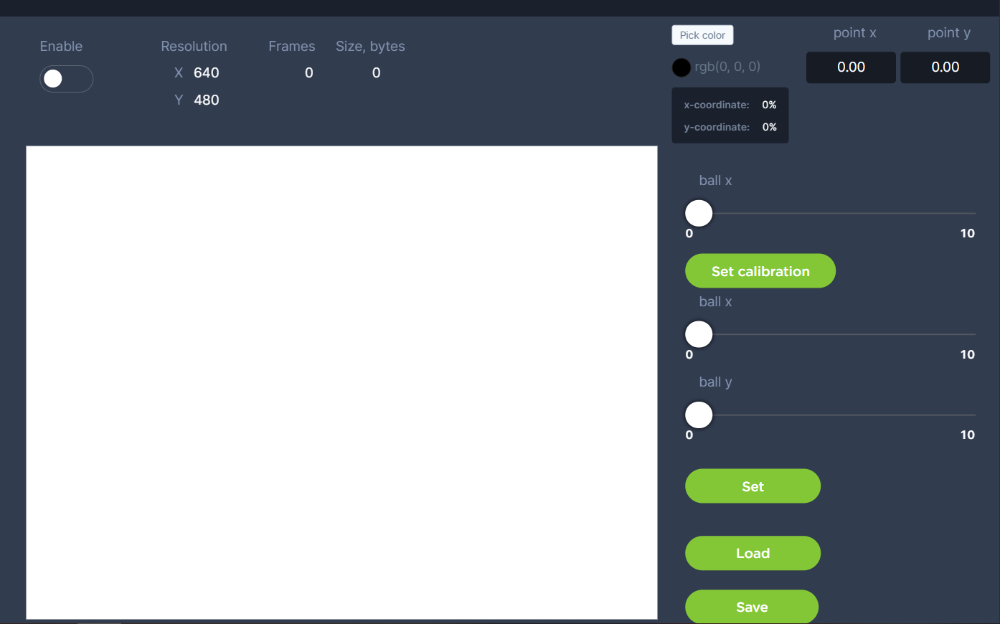 Enable
Resolution
Frames
Size, bytes
X 640
0
0
Y 480
Pick color
rgb(0, 0, 0)
point x
point y
0.00
0.00
x-coordinate: 0%
y-coordinate: 0%
ball x
0 10
Set calibration
ball x
0 10
ball y
0 10
Set
Load
Save